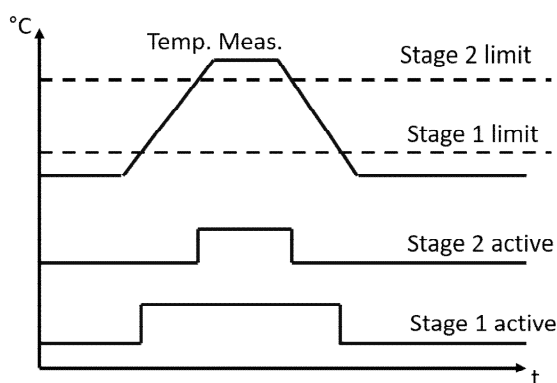 °C
Temp. Meas.
Stage 2 limit
Stage 1 limit
Stage 2 active
Stage 1 active
t